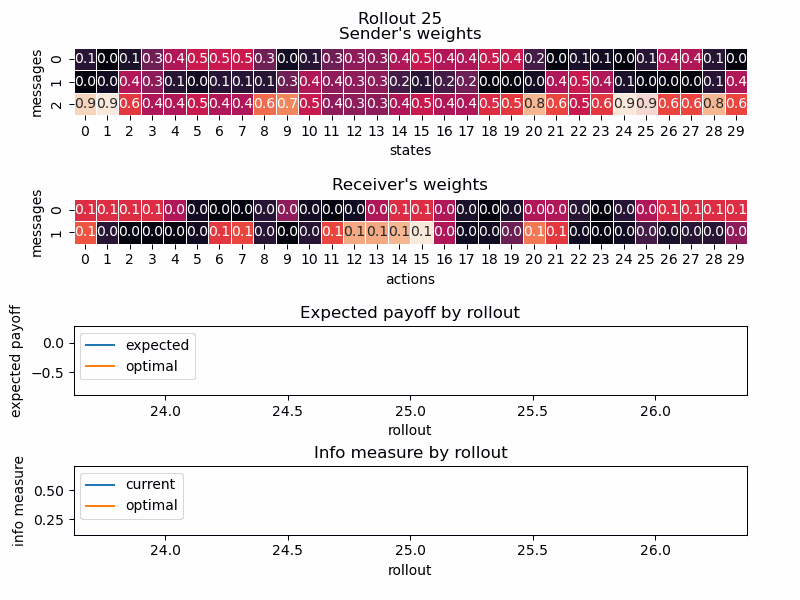 Rollout 25
Sender's weights
messages
0 0.1 0.0 0.1 0.3 0.4 0.5 0.5 0.5 0.3 0.0 0.1 0.3 0.3 0.3 0.4 0.5 0.4 0.4 0.5 0.4 0.2 0.0 0.1 0.1 0.0 0.1 0.4 0.4 0.1 0.0
1 0.0 0.0 0.4 0.3 0.1 0.0 0.1 0.1 0.1 0.3 0.4 0.4 0.3 0.3 0.2 0.1 0.2 0.2 0.0 0.0 0.0 0.4 0.5 0.4 0.1 0.0 0.0 0.0 0.1 0.4
2 0.9 0.9 0.6 0.4 0.4 0.5 0.4 0.4 0.6 0.7 0.5 0.4 0.3 0.3 0.4 0.5 0.4 0.4 0.5 0.5 0.8 0.6 0.5 0.6 0.9 0.9 0.6 0.6 0.8 0.6
0 1 2 3 4 5 6 7 8 9 10 11 12 13 14 15 16 17 18 19 20 21 22 23 24 25 26 27 28 29
states
Receiver's weights
messages
0 0.1 0.1 0.1 0.1 0.0 0.0 0.0 0.0 0.0 0.0 0.0 0.0 0.0 0.0 0.1 0.1 0.0 0.0 0.0 0.0 0.0 0.0 0.0 0.0 0.0 0.0 0.1 0.1 0.1 0.1
1 0.1 0.0 0.0 0.0 0.0 0.0 0.1 0.1 0.0 0.0 0.0 0.1 0.1 0.1 0.1 0.1 0.0 0.0 0.0 0.0 0.1 0.1 0.0 0.0 0.0 0.0 0.0 0.0 0.0 0.0
0 1 2 3 4 5 6 7 8 9 10 11 12 13 14 15 16 17 18 19 20 21 22 23 24 25 26 27 28 29
actions
Expected payoff by rollout
expected payoff
0.0
−0.5
expected
optimal
24.0 24.5 25.0 25.5 26.0
rollout
Info measure by rollout
info measure
0.50
0.25
current
optimal
24.0 24.5 25.0 25.5 26.0
rollout